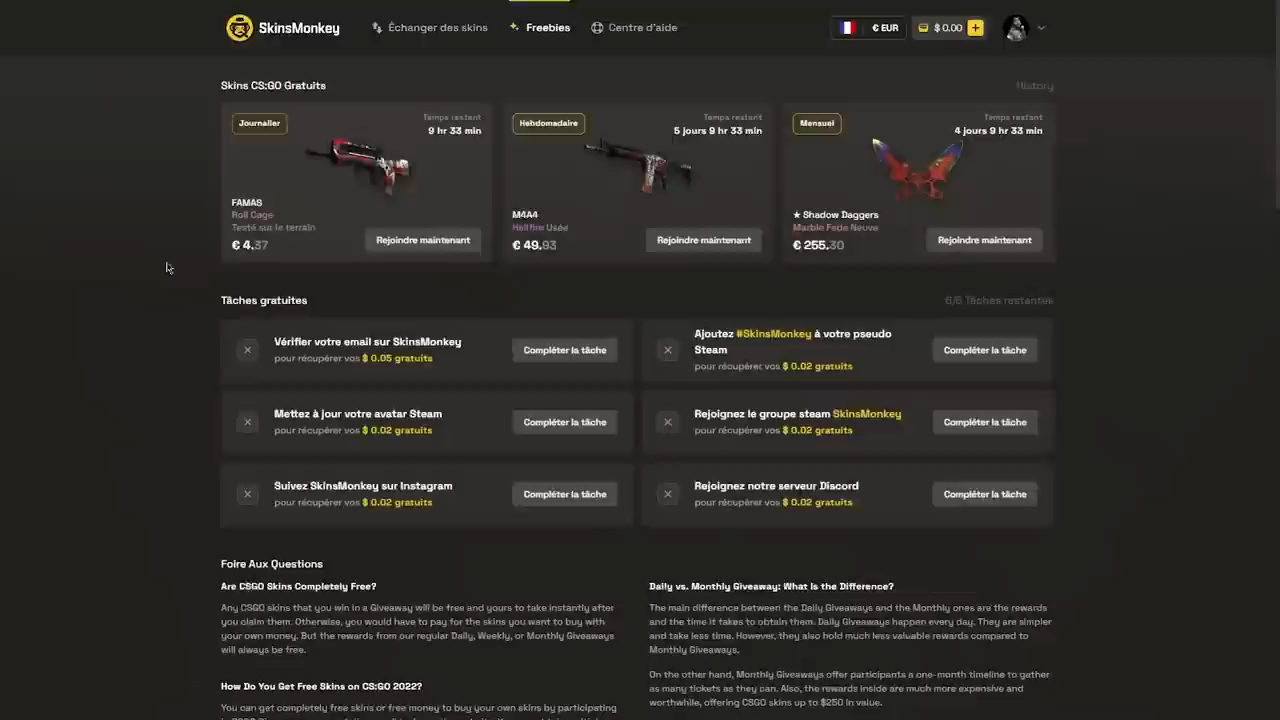 SkinsMonkey
Échanger des skins
Freebies
Centre d'aide
€ EUR
$ 0.00
+
Skins CS:GO Gratuits
History
Journalier
Temps restant
9 hr 33 min
FAMAS
Roll Cage
Testé sur le terrain
€ 4.37
Rejoindre maintenant
Hebdomadaire
Temps restant
5 jours 9 hr 33 min
M4A4
Hellfire Usée
€ 49.93
Rejoindre maintenant
Mensuel
Temps restant
4 jours 9 hr 33 min
★ Shadow Daggers
Marble Fade Neuve
€ 255.30
Rejoindre maintenant
Tâches gratuites
6/6 Tâches restantes
Vérifier votre email sur SkinsMonkey
pour récupérer vos $ 0.05 gratuits
Compléter la tâche
Ajoutez #SkinsMonkey à votre pseudo
Steam
pour récupérer vos $ 0.02 gratuits
Compléter la tâche
Mettez à jour votre avatar Steam
pour récupérer vos $ 0.02 gratuits
Compléter la tâche
Rejoignez le groupe steam SkinsMonkey
pour récupérer vos $ 0.02 gratuits
Compléter la tâche
Suivez SkinsMonkey sur Instagram
pour récupérer vos $ 0.02 gratuits
Compléter la tâche
Rejoignez notre serveur Discord
pour récupérer vos $ 0.02 gratuits
Compléter la tâche
Foire Aux Questions
Are CSGO Skins Completely Free?
Any CSGO skins that you win in a Giveaway will be free and yours to take instantly after
you claim them. Otherwise, you would have to pay for the skins you want to buy with
your own money. But the rewards from our regular Daily, Weekly, or Monthly Giveaways
will always be free.
How Do You Get Free Skins on CS:GO 2022?
You can get completely free skins or free money to buy your own skins by participating
Daily vs. Monthly Giveaway: What Is the Difference?
The main difference between the Daily Giveaways and the Monthly ones are the rewards
and the time it takes to obtain them. Daily Giveaways happen every day. They are simpler
and take less time. However, they also hold much less valuable rewards compared to
Monthly Giveaways.
On the other hand, Monthly Giveaways offer participants a one-month timeline to gather
as many tickets as they can. Also, the rewards inside are much more expensive and
worthwhile, offering CSGO skins up to $250 in value.